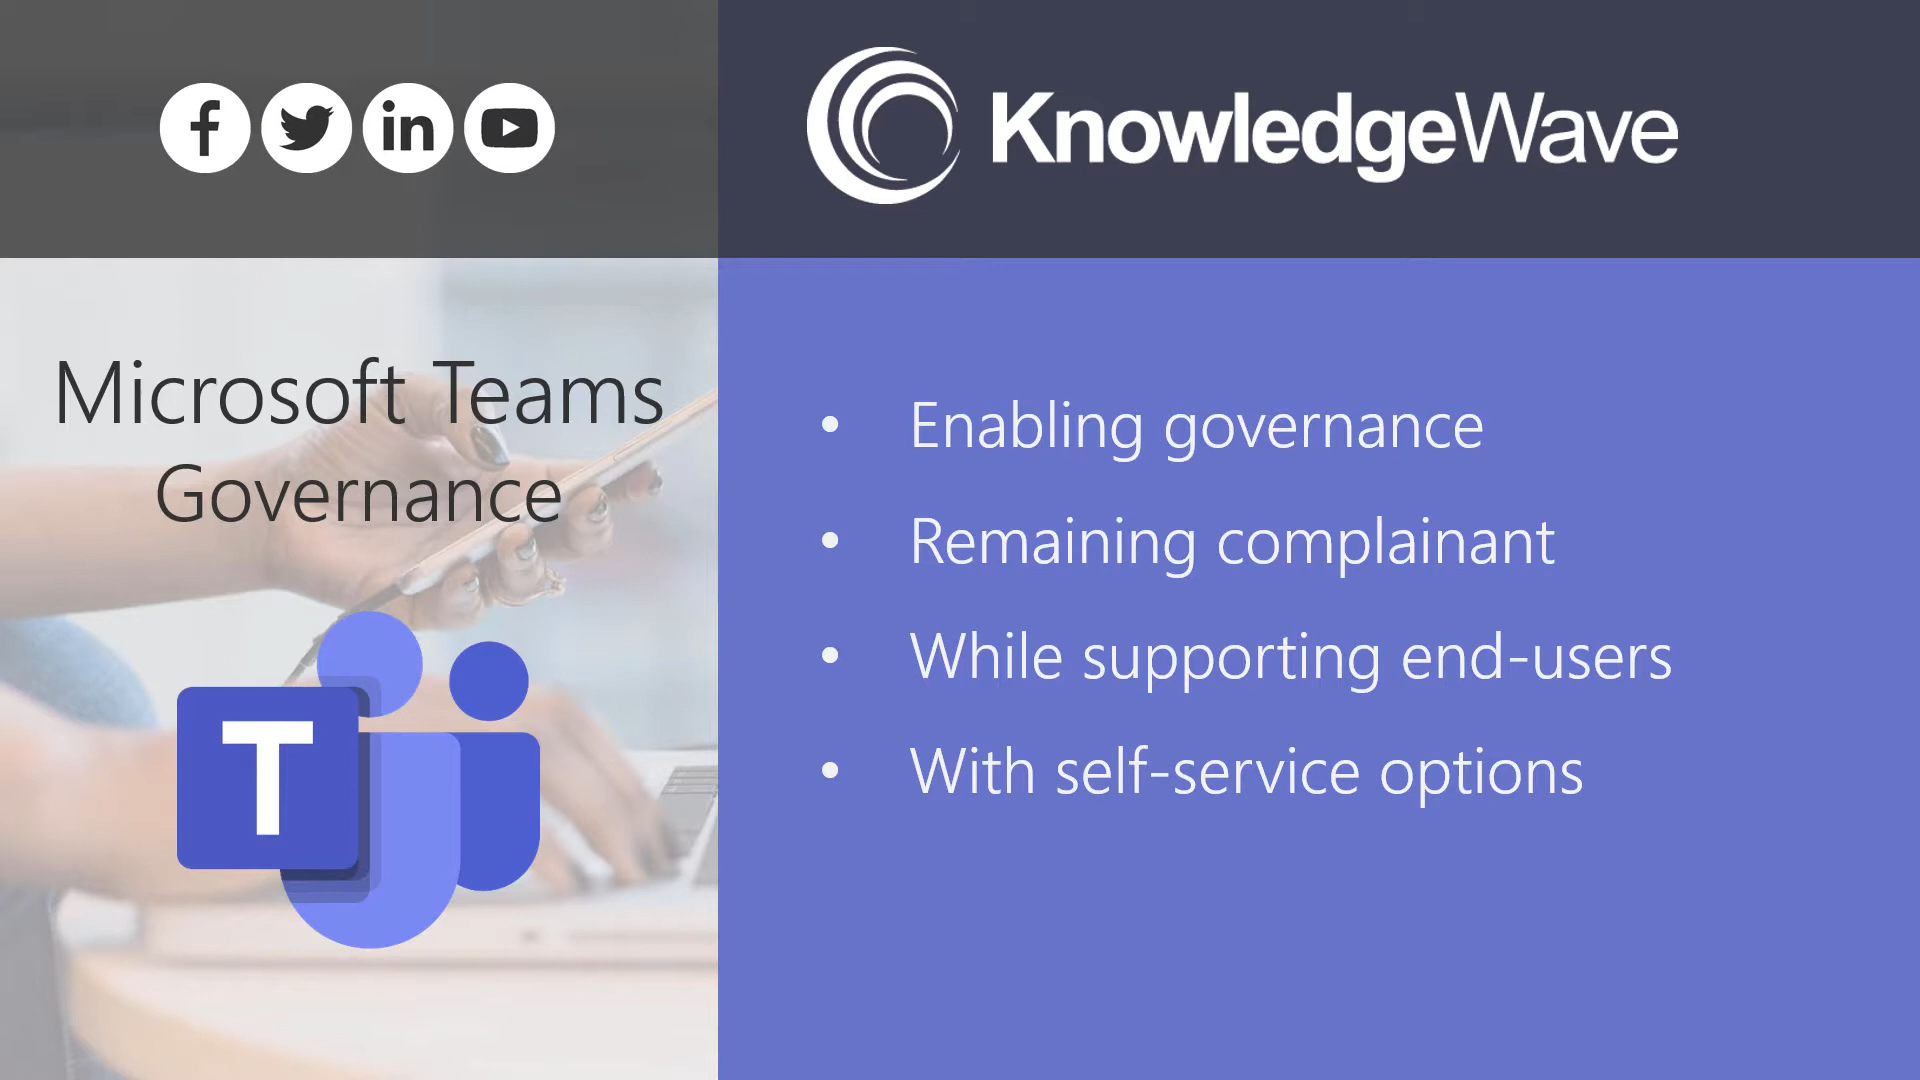 KnowledgeWave
Microsoft Teams
Governance
T
• Enabling governance
• Remaining complainant
• While supporting end-users
• With self-service options